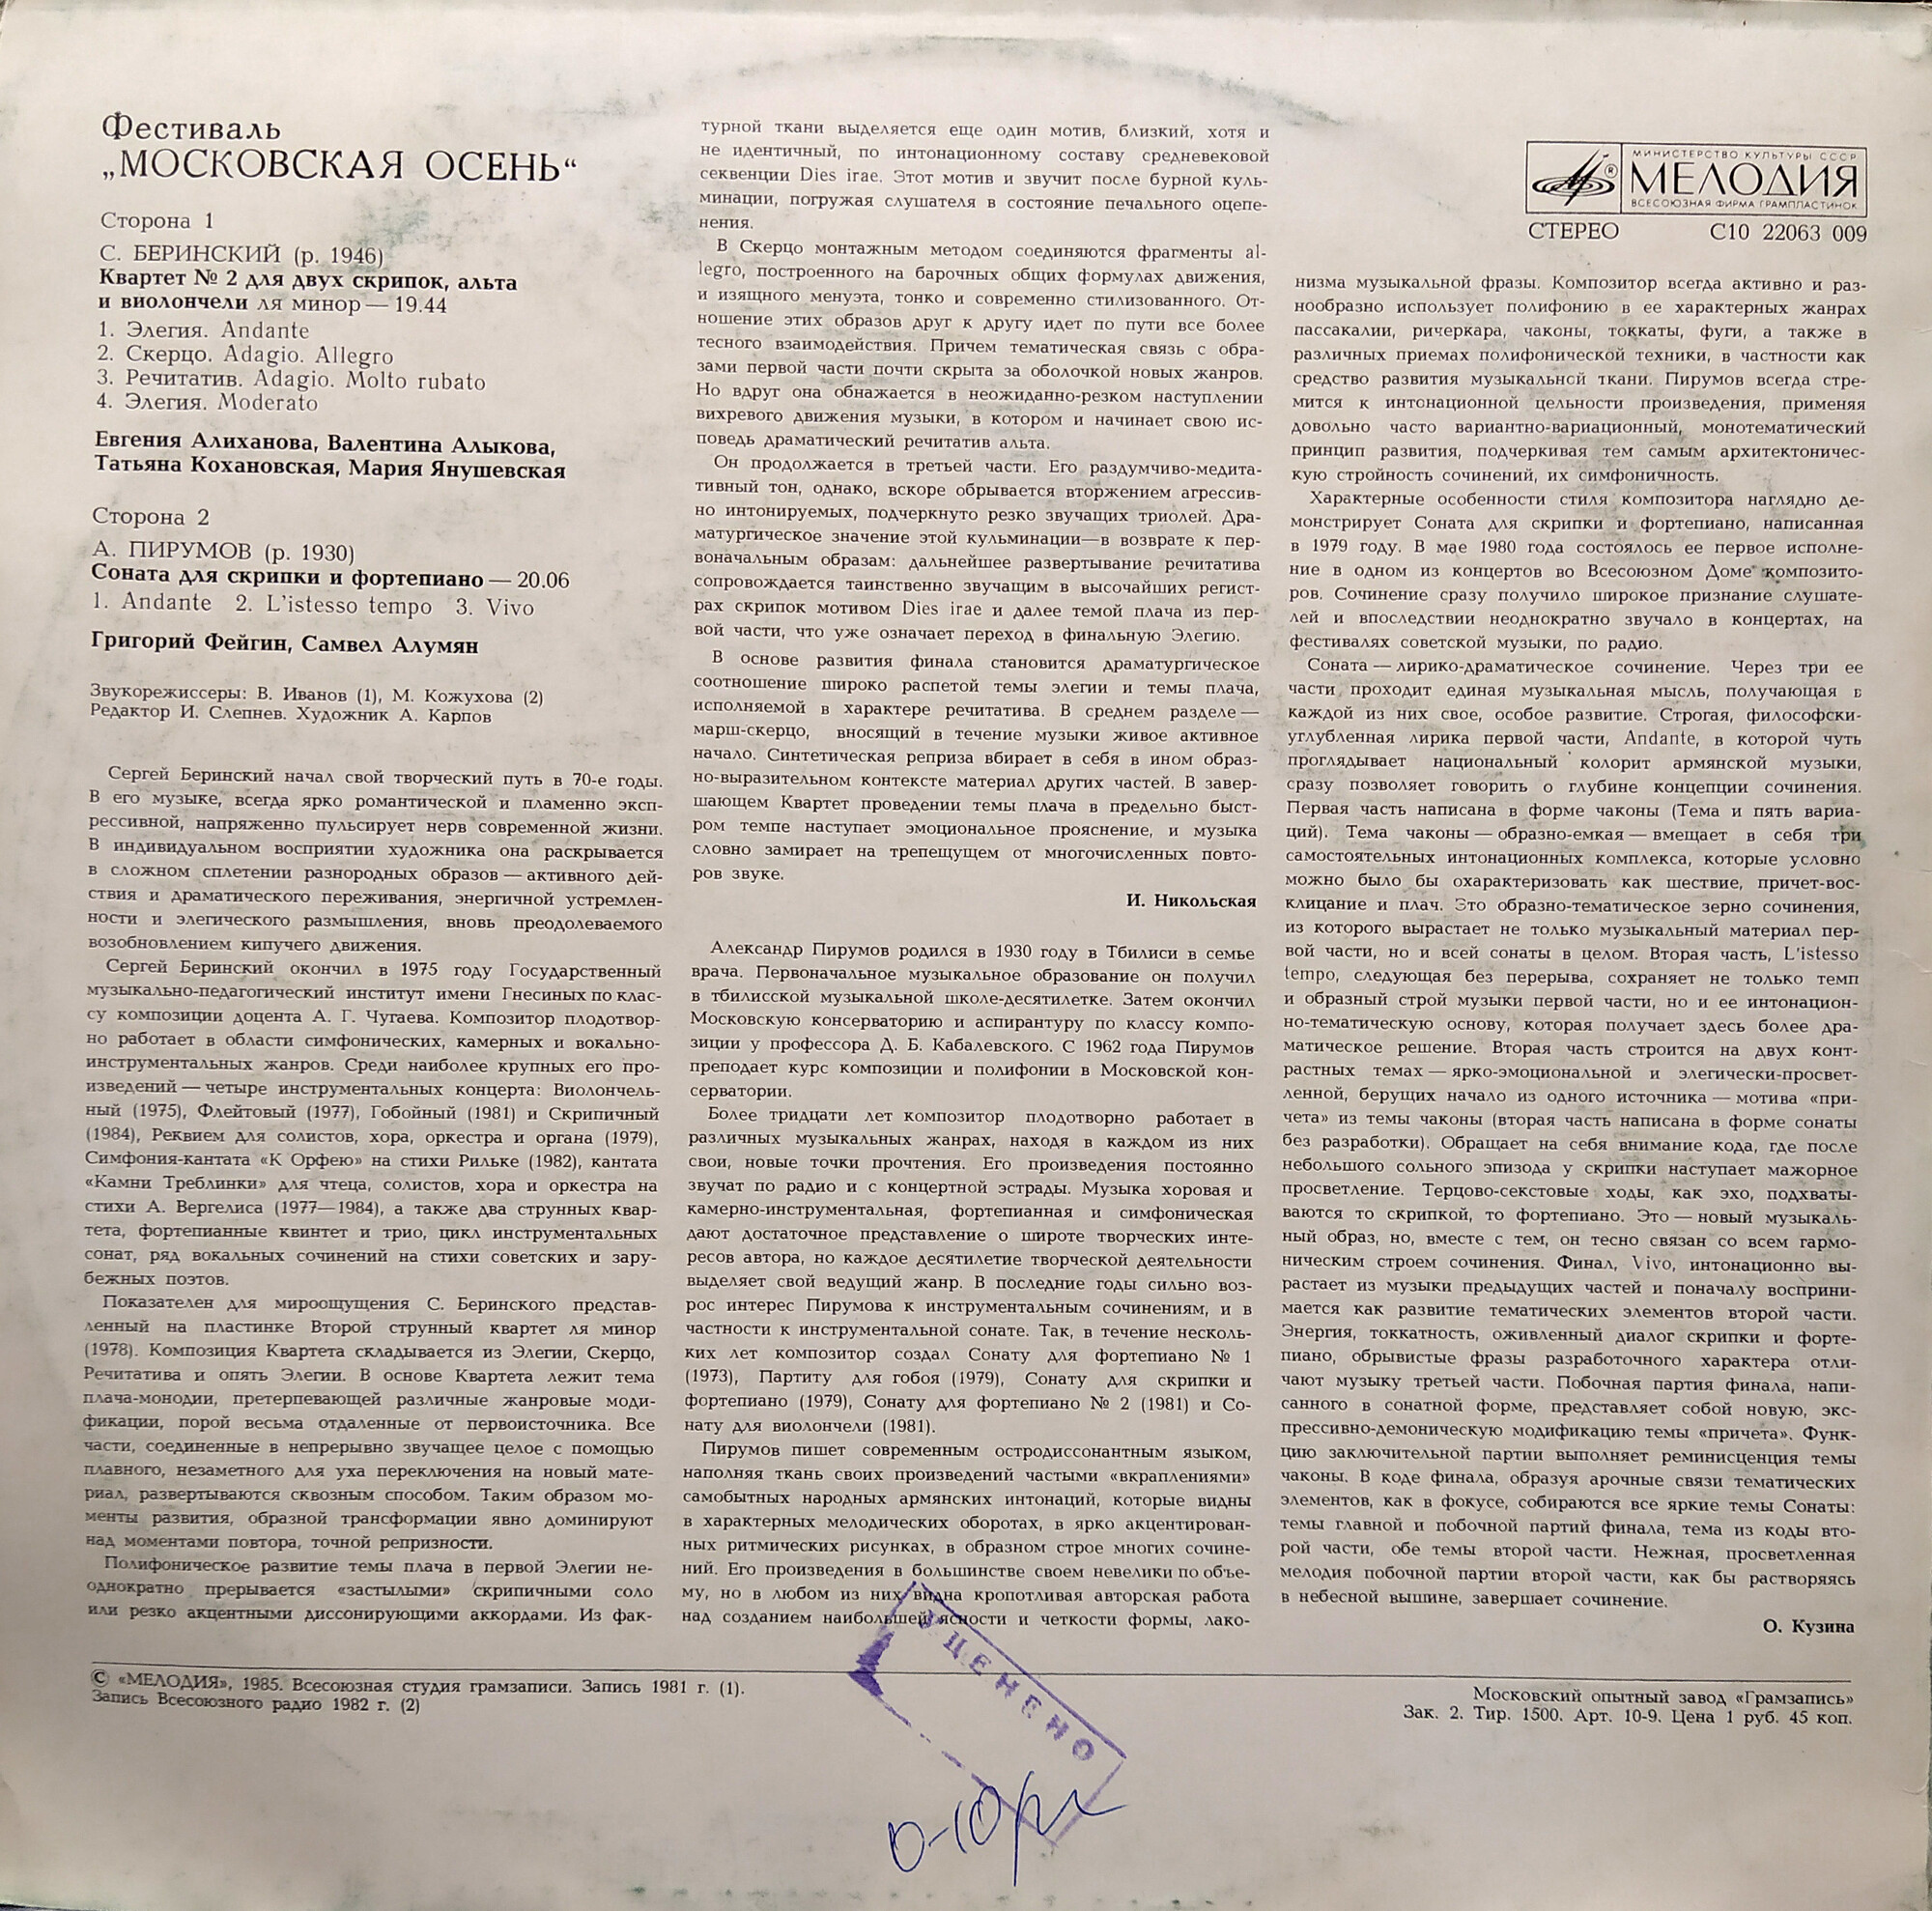 Фестиваль
„МОСКОВСКАЯ ОСЕНЬ“
Сторона 1
С. БЕРИНСКИЙ (р. 1946)
Квартет № 2 для двух скрипок, альта
и виолончели ля минор — 19.44
1. Элегия. Andante
2. Скерцо. Adagio. Allegro
3. Речитатив. Adagio. Molto rubato
4. Элегия. Moderato
Евгения Алиханова, Валентина Алыкова,
Татьяна Кохановская, Мария Янушевская
Сторона 2
А. ПИРУМОВ (р. 1930)
Соната для скрипки и фортепиано — 20.06
1. Andante 2. L'istesso tempo 3. Vivo
Григорий Фейгин, Самвел Алумян
Звукорежиссеры: В. Иванов (1), М. Кожухова (2)
Редактор И. Слепнев. Художник А. Карпов
Сергей Беринский начал свой творческий путь в 70-е годы.
В его музыке, всегда ярко романтической и пламенно эксп-
рессивной, напряженно пульсирует нерв современной жизни.
В индивидуальном восприятии художника она раскрывается
в сложном сплетении разнородных образов — активного дей-
ствия и драматического переживания, энергичной устремлен-
ности и элегического размышления, вновь преодолеваемого
возобновлением кипучего движения.
Сергей Беринский окончил в 1975 году Государственный
музыкально-педагогический институт имени Гнесиных по клас-
су композиции доцента А. Г. Чугаева. Композитор плодотвор-
но работает в области симфонических, камерных и вокально-
инструментальных жанров. Среди наиболее крупных его про-
изведений — четыре инструментальных концерта: Виолончель-
ный (1975), Флейтовый (1977), Гобойный (1981) и Скрипичный
(1984), Реквием для солистов, хора, оркестра и органа (1979),
Симфония-кантата «К Орфею» на стихи Рильке (1982), кантата
«Камни Треблинки» для чтеца, солистов, хора и оркестра на
стихи А. Вергелиса (1977—1984), а также два струнных квар-
тета, фортепианные квинтет и трио, цикл инструментальных
сонат, ряд вокальных сочинений на стихи советских и зару-
бежных поэтов.
Показателен для мироощущения С. Беринского представ-
ленный на пластинке Второй струнный квартет ля минор
(1978). Композиция Квартета складывается из Элегии, Скерцо,
Речитатива и опять Элегии. В основе Квартета лежит тема
плача-монодии, претерпевающей различные жанровые моди-
фикации, порой весьма отдаленные от первоисточника. Все
части, соединенные в непрерывно звучащее целое с помощью
плавного, незаметного для уха переключения на новый мате-
риал, развертываются сквозным способом. Таким образом мо-
менты развития, образной трансформации явно доминируют
над моментами повтора, точной репризности.
Полифоническое развитие темы плача в первой Элегии не-
однократно прерывается «застылыми» скрипичными соло
или резко акцентными диссонирующими аккордами. Из фак-
турной ткани выделяется еще один мотив, близкий, хотя и
не идентичный, по интонационному составу средневековой
секвенции Dies irae. Этот мотив и звучит после бурной куль-
минации, погружая слушателя в состояние печального оцепе-
нения.
В Скерцо монтажным методом соединяются фрагменты al-
legro, построенного на барочных общих формулах движения,
и изящного менуэта, тонко и современно стилизованного. От-
ношение этих образов друг к другу идет по пути все более
тесного взаимодействия. Причем тематическая связь с обра-
зами первой части почти скрыта за оболочкой новых жанров.
Но вдруг она обнажается в неожиданно-резком наступлении
вихревого движения музыки, в котором и начинает свою ис-
поведь драматический речитатив альта.
Он продолжается в третьей части. Его раздумчиво-медита-
тивный тон, однако, вскоре обрывается вторжением агрессив-
но интонируемых, подчеркнуто резко звучащих триолей. Дра-
матургическое значение этой кульминации—в возврате к пер-
воначальным образам: дальнейшее развертывание речитатива
сопровождается таинственно звучащим в высочайших регист-
рах скрипок мотивом Dies irae и далее темой плача из пер-
вой части, что уже означает переход в финальную Элегию.
В основе развития финала становится драматургическое
соотношение широко распетой темы элегии и темы плача,
исполняемой в характере речитатива. В среднем разделе —
марш-скерцо, вносящий в течение музыки живое активное
начало. Синтетическая реприза вбирает в себя в ином образ-
но-выразительном контексте материал других частей. В завер-
шающем Квартет проведении темы плача в предельно быст-
ром темпе наступает эмоциональное прояснение, и музыка
словно замирает на трепещущем от многочисленных повто-
ров звуке.
И. Никольская
Александр Пирумов родился в 1930 году в Тбилиси в семье
врача. Первоначальное музыкальное образование он получил
в тбилисской музыкальной школе-десятилетке. Затем окончил
Московскую консерваторию и аспирантуру по классу компо-
зиции у профессора Д. Б. Кабалевского. С 1962 года Пирумов
преподает курс композиции и полифонии в Московской кон-
серватории.
Более тридцати лет композитор плодотворно работает в
различных музыкальных жанрах, находя в каждом из них
свои, новые точки прочтения. Его произведения постоянно
звучат по радио и с концертной эстрады. Музыка хоровая и
камерно-инструментальная, фортепианная и симфоническая
дают достаточное представление о широте творческих инте-
ресов автора, но каждое десятилетие творческой деятельности
выделяет свой ведущий жанр. В последние годы сильно воз-
рос интерес Пирумова к инструментальным сочинениям, и в
частности к инструментальной сонате. Так, в течение несколь-
ких лет композитор создал Сонату для фортепиано № 1
(1973), Партиту для гобоя (1979), Сонату для скрипки и
фортепиано (1979), Сонату для фортепиано № 2 (1981) и Со-
нату для виолончели (1981).
Пирумов пишет современным остродиссонантным языком,
наполняя ткань своих произведений частыми «вкраплениями»
самобытных народных армянских интонаций, которые видны
в характерных мелодических оборотах, в ярко акцентирован-
ных ритмических рисунках, в образном строе многих сочине-
ний. Его произведения в большинстве своем невелики по объе-
му, но в любом из них видна кропотливая авторская работа
над созданием наибольшей ясности и четкости формы, лако-
МИНИСТЕРСТВО КУЛЬТУРЫ СССР
МЕЛОДИЯ
ВСЕСОЮЗНАЯ ФИРМА ГРАМПЛАСТИНОК
СТЕРЕО С10 22063 009
низма музыкальной фразы. Композитор всегда активно и раз-
нообразно использует полифонию в ее характерных жанрах
пассакалии, ричеркара, чаконы, токкаты, фуги, а также в
различных приемах полифонической техники, в частности как
средство развития музыкальной ткани. Пирумов всегда стре-
мится к интонационной цельности произведения, применяя
довольно часто вариантно-вариационный, монотематический
принцип развития, подчеркивая тем самым архитектоничес-
кую стройность сочинений, их симфоничность.
Характерные особенности стиля композитора наглядно де-
монстрирует Соната для скрипки и фортепиано, написанная
в 1979 году. В мае 1980 года состоялось ее первое исполне-
ние в одном из концертов во Всесоюзном Доме композито-
ров. Сочинение сразу получило широкое признание слушате-
лей и впоследствии неоднократно звучало в концертах, на
фестивалях советской музыки, по радио.
Соната — лирико-драматическое сочинение. Через три ее
части проходит единая музыкальная мысль, получающая в
каждой из них свое, особое развитие. Строгая, философски-
углубленная лирика первой части, Andante, в которой чуть
проглядывает национальный колорит армянской музыки,
сразу позволяет говорить о глубине концепции сочинения.
Первая часть написана в форме чаконы (Тема и пять вариа-
ций). Тема чаконы — образно-емкая — вмещает в себя три
самостоятельных интонационных комплекса, которые условно
можно было бы охарактеризовать как шествие, причет-вос-
клицание и плач. Это образно-тематическое зерно сочинения,
из которого вырастает не только музыкальный материал пер-
вой части, но и всей сонаты в целом. Вторая часть, L'istesso
tempo, следующая без перерыва, сохраняет не только темп
и образный строй музыки первой части, но и ее интонацион-
но-тематическую основу, которая получает здесь более дра-
матическое решение. Вторая часть строится на двух конт-
растных темах — ярко-эмоциональной и элегически-просвет-
ленной, берущих начало из одного источника — мотива «при-
чета» из темы чаконы (вторая часть написана в форме сонаты
без разработки). Обращает на себя внимание кода, где после
небольшого сольного эпизода у скрипки наступает мажорное
просветление. Терцово-секстовые ходы, как эхо, подхваты-
ваются то скрипкой, то фортепиано. Это — новый музыкаль-
ный образ, но, вместе с тем, он тесно связан со всем гармо-
ническим строем сочинения. Финал, Vivo, интонационно вы-
растает из музыки предыдущих частей и поначалу восприни-
мается как развитие тематических элементов второй части.
Энергия, токкатность, оживленный диалог скрипки и форте-
пиано, обрывистые фразы разработочного характера отли-
чают музыку третьей части. Побочная партия финала, напи-
санного в сонатной форме, представляет собой новую, экс-
прессивно-демоническую модификацию темы «причета». Функ-
цию заключительной партии выполняет реминисценция темы
чаконы. В коде финала, образуя арочные связи тематических
элементов, как в фокусе, собираются все яркие темы Сонаты:
темы главной и побочной партий финала, тема из коды вто-
рой части, обе темы второй части. Нежная, просветленная
мелодия побочной партии второй части, как бы растворяясь
в небесной вышине, завершает сочинение.
О. Кузина
© «МЕЛОДИЯ», 1985. Всесоюзная студия грамзаписи. Запись 1981 г. (1).
Запись Всесоюзного радио 1982 г. (2)
Московский опытный завод «Грамзапись»
Зак. 2. Тир. 1500. Арт. 10-9. Цена 1 руб. 45 коп.
УЦЕНЕНО
0-10